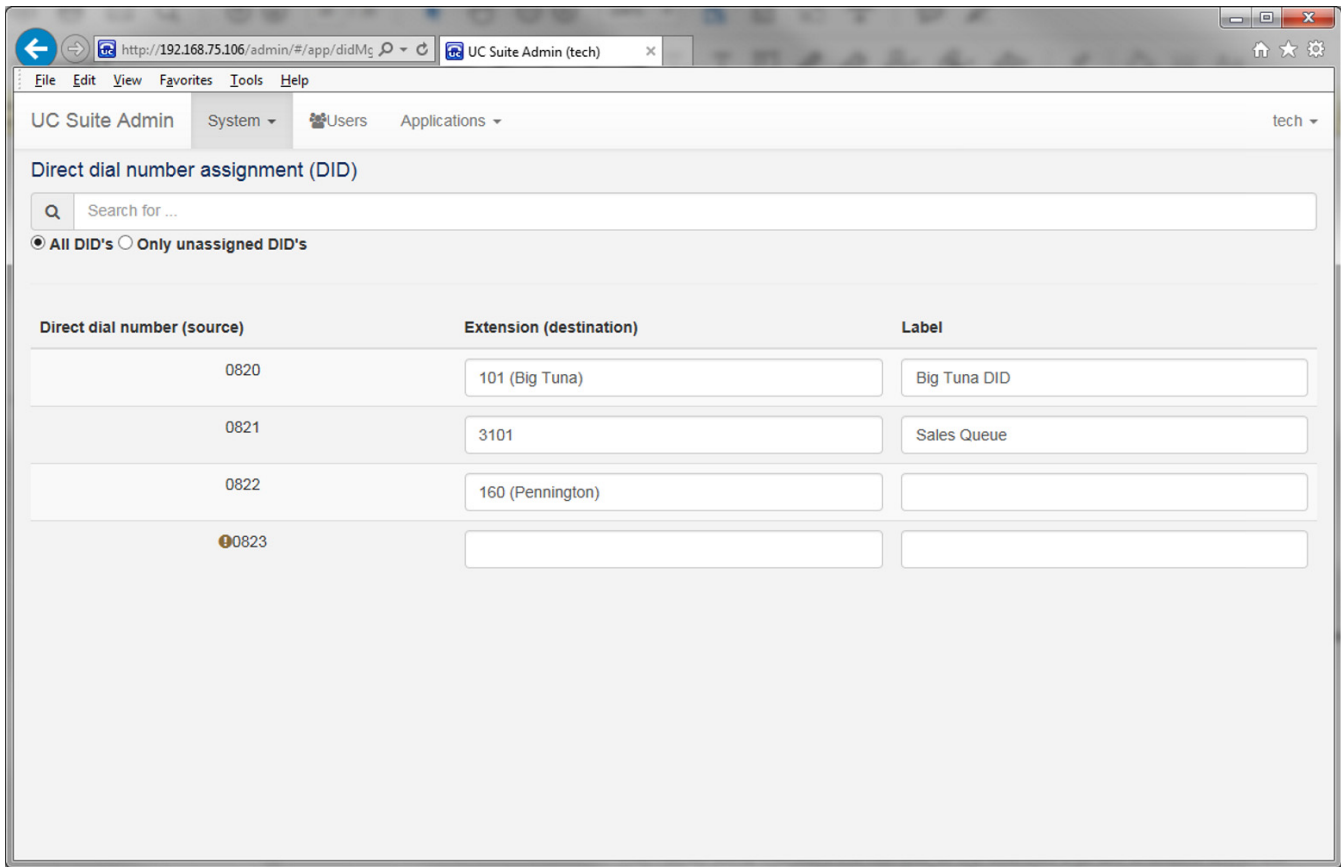 http://192.168.75.106/admin/#/app/didMg
UC Suite Admin (tech)
File Edit View Favorites Tools Help
UC Suite Admin System Users Applications tech
Direct dial number assignment (DID)
Search for ...
All DID's Only unassigned DID's
Direct dial number (source) Extension (destination) Label
0820 101 (Big Tuna) Big Tuna DID
0821 3101 Sales Queue
0822 160 (Pennington)
0823